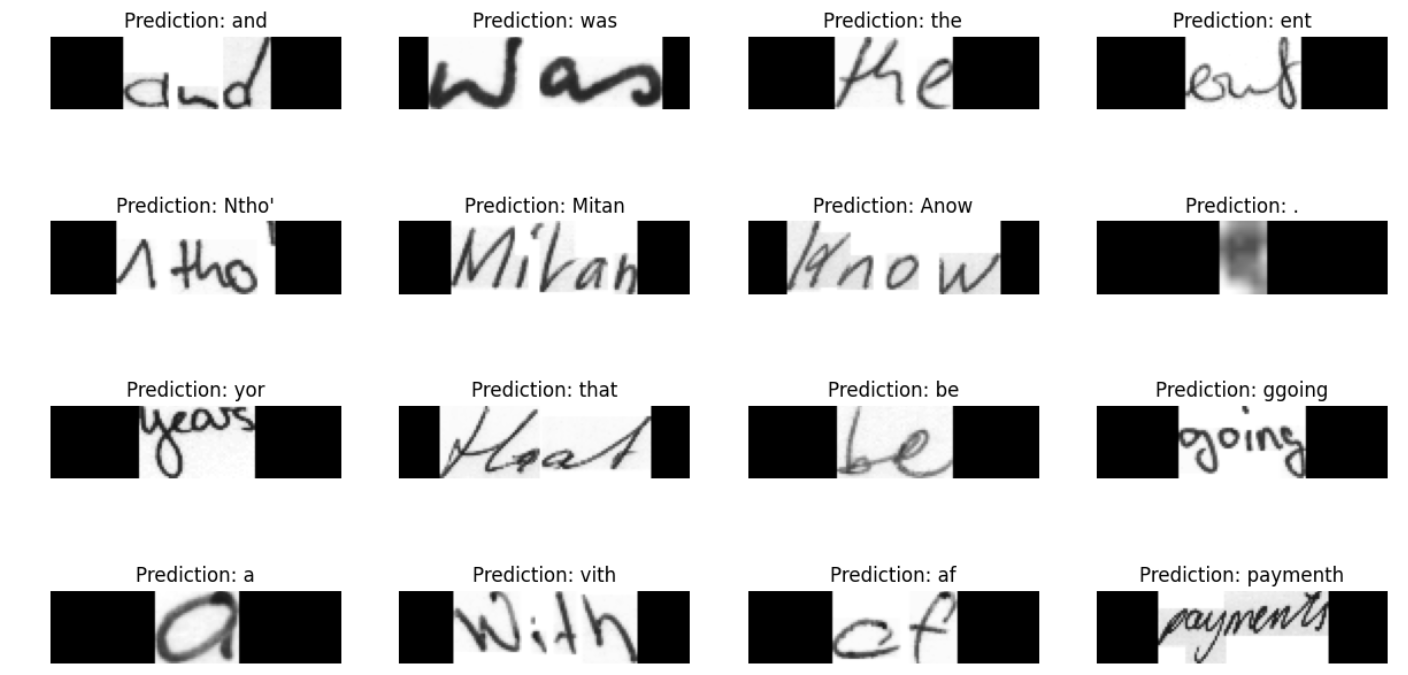 Prediction: and Prediction: was Prediction: the Prediction: ent
and was the
Prediction: Ntho' Prediction: Mitan Prediction: Anow Prediction: .
Ntho' Milan Know
Prediction: yor Prediction: that Prediction: be Prediction: ggoing
years that be going
Prediction: a Prediction: vith Prediction: af Prediction: paymenth
a With of payments